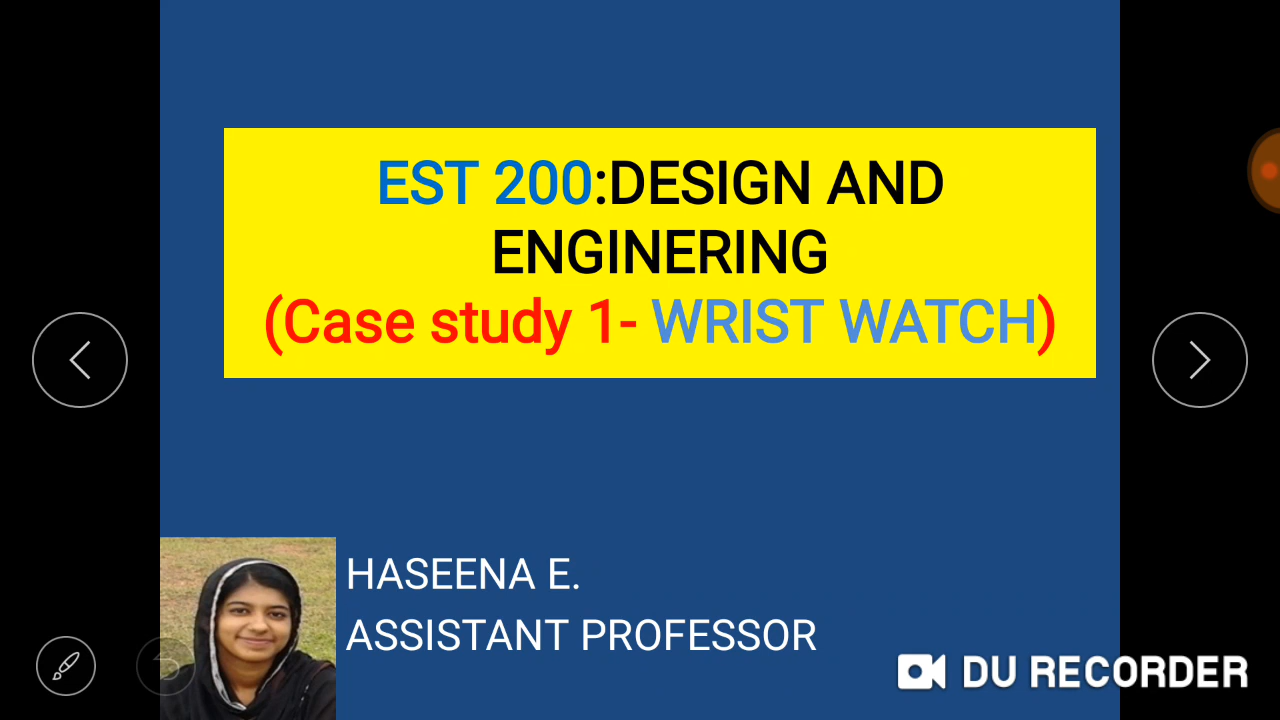 EST 200:DESIGN AND
ENGINERING
(Case study 1- WRIST WATCH)
HASEENA E.
ASSISTANT PROFESSOR
DU RECORDER